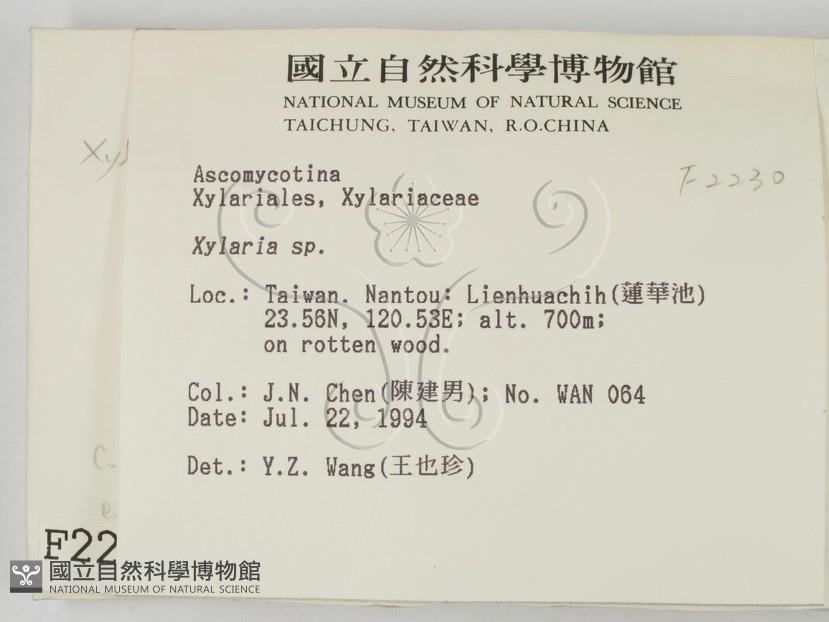 國立自然科學博物館
NATIONAL MUSEUM OF NATURAL SCIENCE
TAICHUNG, TAIWAN, R.O.CHINA
Xyl
Ascomycotina
F2230
Xylariales, Xylariaceae
Xylaria sp.
Loc.: Taiwan. Nantou: Lienhuachih(蓮華池)
23.56N, 120.53E; alt. 700m;
on rotten wood.
Col.: J.N. Chen(陳建男); No. WAN 064
Date: Jul. 22, 1994
C.
Det.: Y.Z. Wang(王也珍)
F22
國立自然科學博物館
NATIONAL MUSEUM OF NATURAL SCIENCE